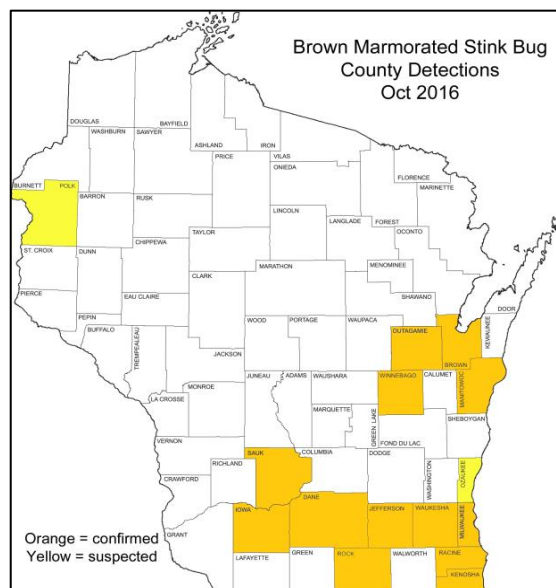 Brown Marmorated Stink Bug
County Detections
Oct 2016
DOUGLAS
BAYFIELD
WASHBURN
SAWYER
ASHLAND
IRON
PRICE
VILAS
ONIEDA
FLORENCE
MARINETTE
BURNETT
POLK
BARRON
RUSK
LINCOLN
LANGLADE
FOREST
OCONTO
TAYLOR
ST. CROIX
DUNN
CHIPPEWA
MARATHON
MENOMINEE
CLARK
SHAWANO
PIERCE
PEPIN
EAU CLAIRE
DOOR
BUFFALO
TREMPEALEAU
JACKSON
WOOD
PORTAGE
WAUPACA
OUTAGAMIE
BROWN
KEWAUNEE
MONROE
JUNEAU
ADAMS
WAUSHARA
WINNEBAGO
CALUMET
MANITOWOC
LA CROSSE
MARQUETTE
GREEN LAKE
FOND DU LAC
SHEBOYGAN
VERNON
SAUK
COLUMBIA
DODGE
WASHINGTON
OZAUKEE
CRAWFORD
RICHLAND
IOWA
DANE
JEFFERSON
WAUKESHA
MILWAUKEE
GRANT
LAFAYETTE
GREEN
ROCK
WALWORTH
RACINE
KENOSHA
Orange = confirmed
Yellow = suspected